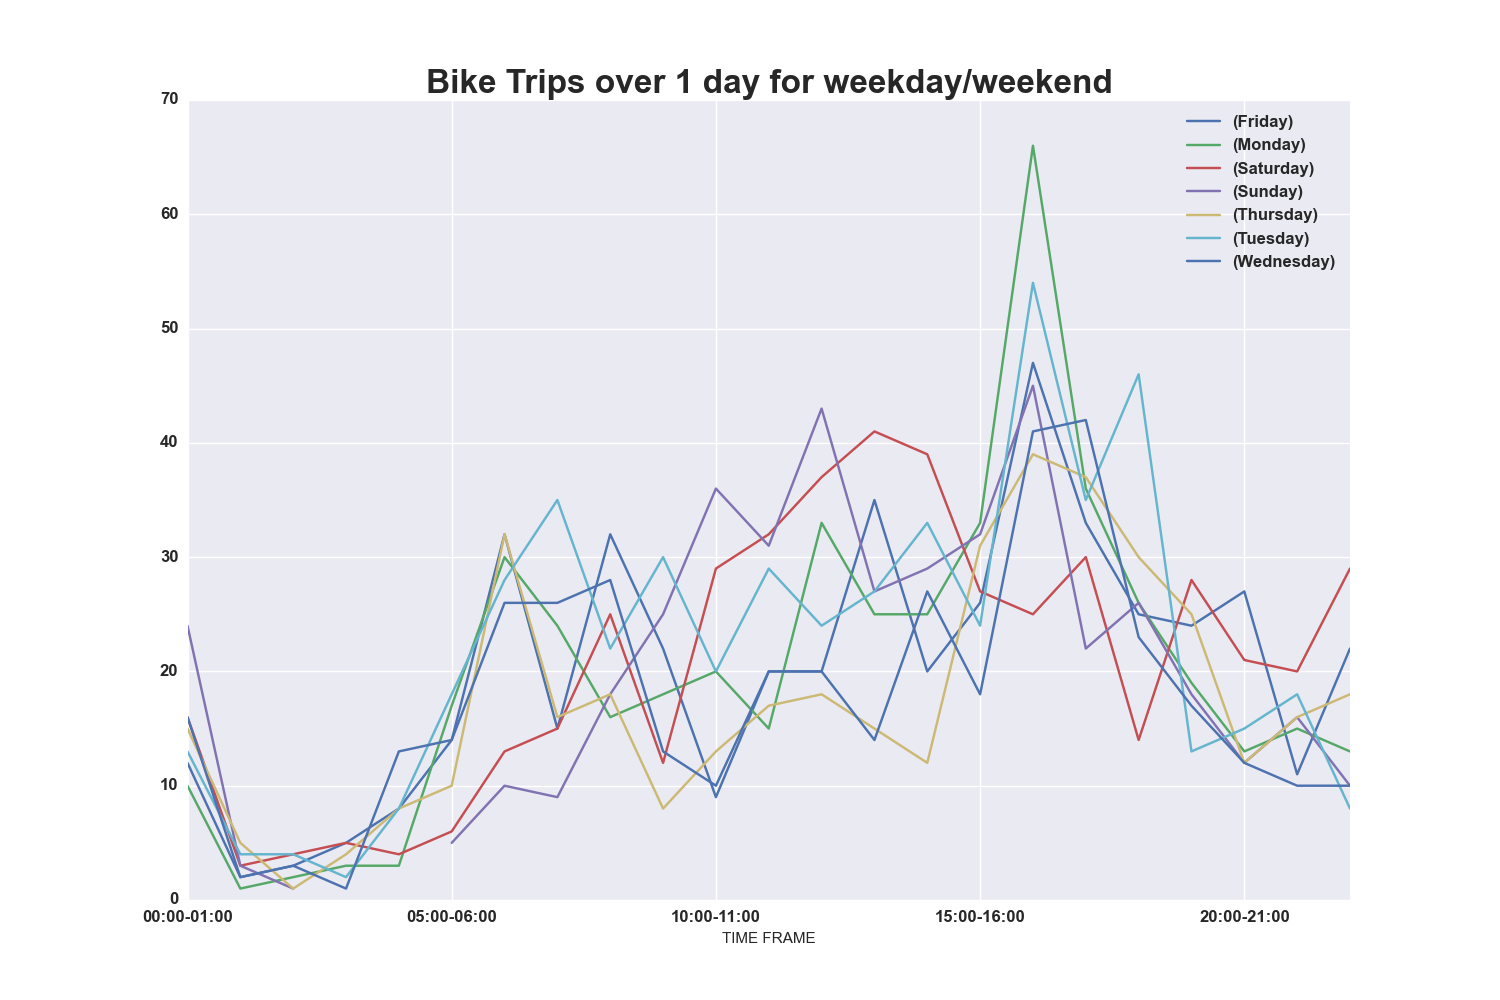 Bike Trips over 1 day for weekday/weekend
70
60
50
40
30
20
10
0
(Friday)
(Monday)
(Saturday)
(Sunday)
(Thursday)
(Tuesday)
(Wednesday)
00:00-01:00 05:00-06:00 10:00-11:00 15:00-16:00 20:00-21:00
TIME FRAME